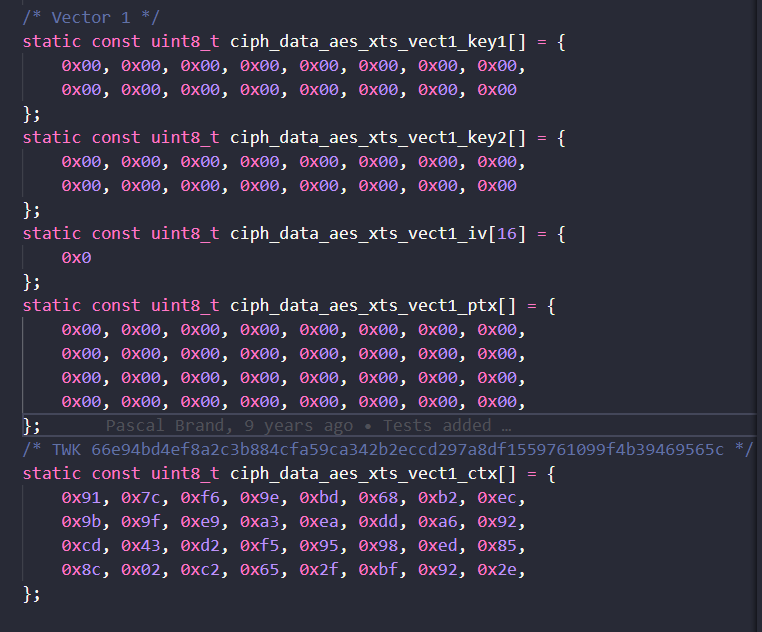 /* Vector 1 */
static const uint8_t ciph_data_aes_xts_vect1_key1[] = {
    0x00, 0x00, 0x00, 0x00, 0x00, 0x00, 0x00, 0x00,
    0x00, 0x00, 0x00, 0x00, 0x00, 0x00, 0x00, 0x00
};
static const uint8_t ciph_data_aes_xts_vect1_key2[] = {
    0x00, 0x00, 0x00, 0x00, 0x00, 0x00, 0x00, 0x00,
    0x00, 0x00, 0x00, 0x00, 0x00, 0x00, 0x00, 0x00
};
static const uint8_t ciph_data_aes_xts_vect1_iv[16] = {
    0x0
};
static const uint8_t ciph_data_aes_xts_vect1_ptx[] = {
    0x00, 0x00, 0x00, 0x00, 0x00, 0x00, 0x00, 0x00,
    0x00, 0x00, 0x00, 0x00, 0x00, 0x00, 0x00, 0x00,
    0x00, 0x00, 0x00, 0x00, 0x00, 0x00, 0x00, 0x00,
    0x00, 0x00, 0x00, 0x00, 0x00, 0x00, 0x00, 0x00,
};      Pascal Brand, 9 years ago • Tests added …
/* TWK 66e94bd4ef8a2c3b884cfa59ca342b2eccd297a8df1559761099f4b39469565c */
static const uint8_t ciph_data_aes_xts_vect1_ctx[] = {
    0x91, 0x7c, 0xf6, 0x9e, 0xbd, 0x68, 0xb2, 0xec,
    0x9b, 0x9f, 0xe9, 0xa3, 0xea, 0xdd, 0xa6, 0x92,
    0xcd, 0x43, 0xd2, 0xf5, 0x95, 0x98, 0xed, 0x85,
    0x8c, 0x02, 0xc2, 0x65, 0x2f, 0xbf, 0x92, 0x2e,
};